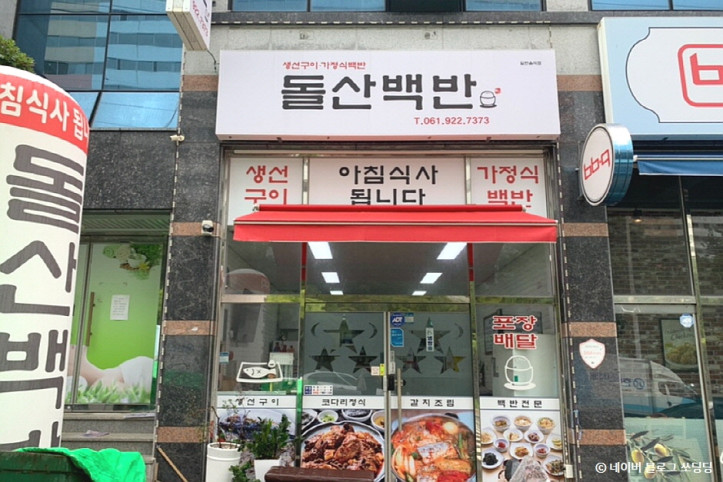 생선구이·가정식백반
돌산백반
T.061.922.7373
생선
구이
아침식사
됩니다
가정식
백반
침식사 됩니
돌산백반
bbq
포장
배달
ADT
생선구이
코다리정식
갈치조림
백반전문
© 네이버 블로그 쏘딩딩